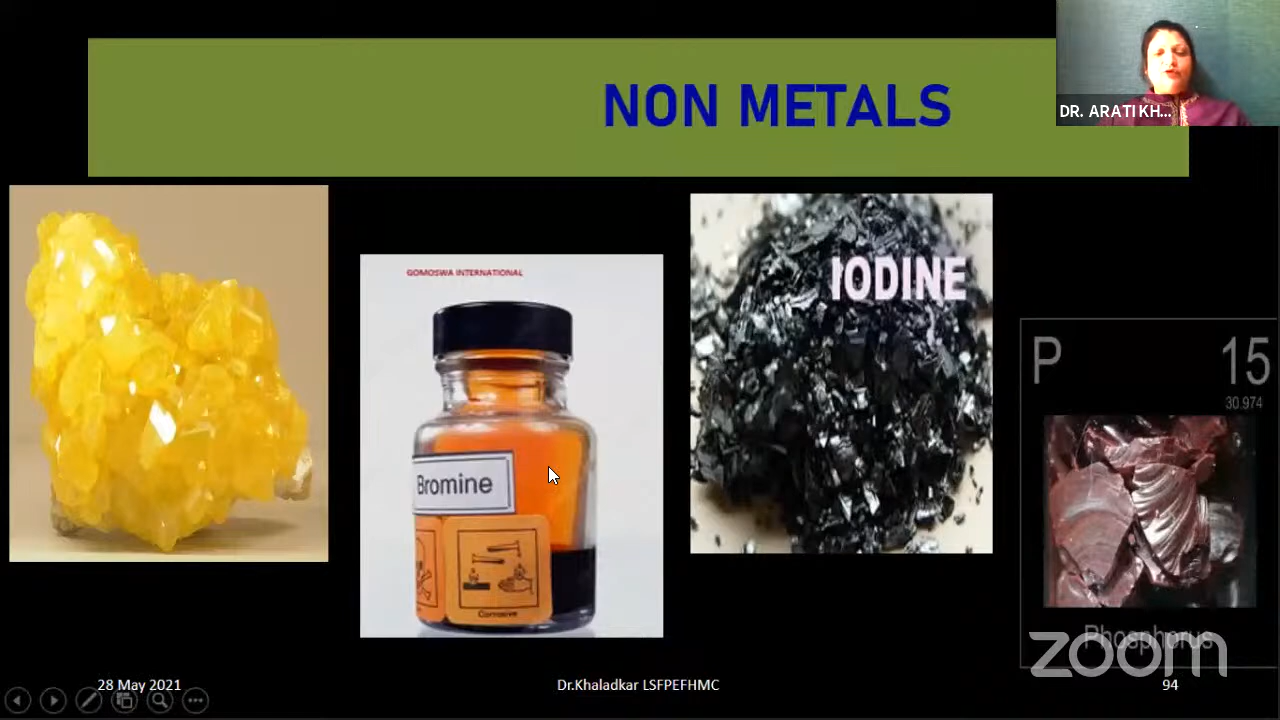 NON METALS
DR. ARATI KH...
GOMOSWA INTERNATIONAL
Bromine
Corrosive
IODINE
P 15
30.974
Phosphorus
zoom
28 May 2021
Dr.Khaladkar LSFPEFHMC
94